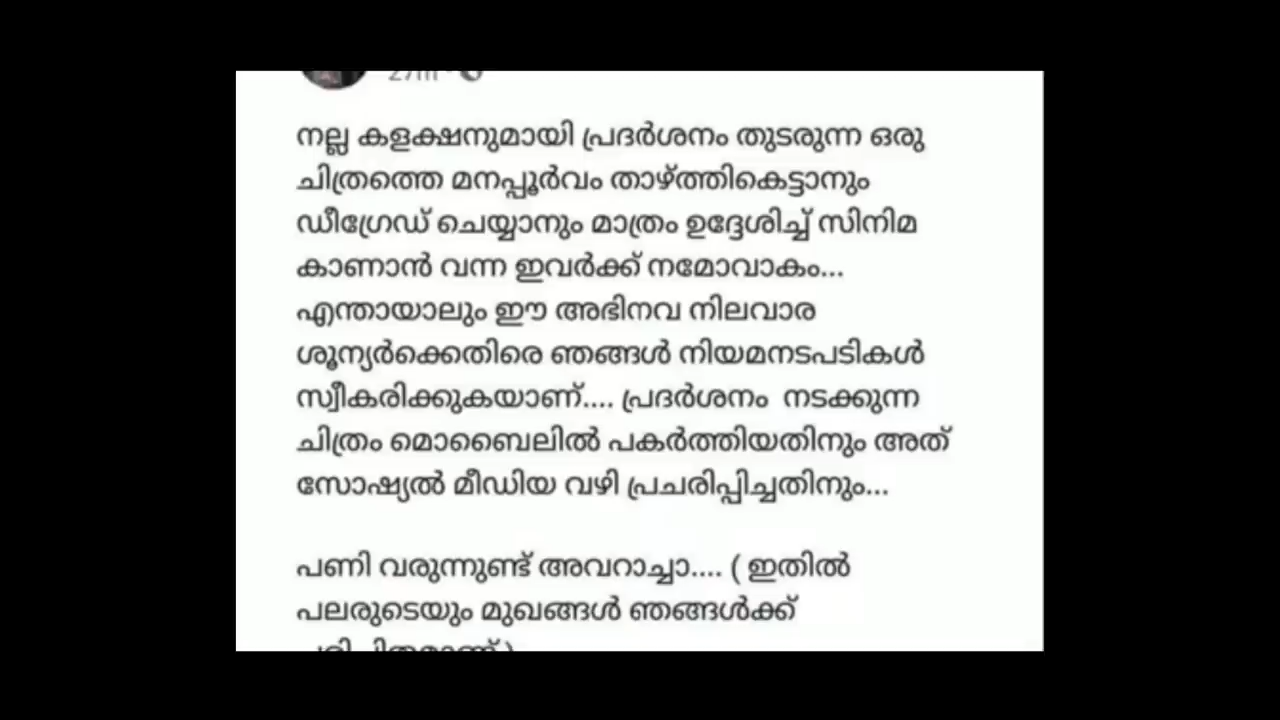 നല്ല കളക്ഷനുമായി പ്രദർശനം തുടരുന്ന ഒരു
ചിത്രത്തെ മനപ്പൂർവം താഴ്ത്തികെട്ടാനും
ഡീഗ്രേഡ് ചെയ്യാനും മാത്രം ഉദ്ദേശിച്ച് സിനിമ
കാണാൻ വന്ന ഇവർക്ക് നമോവാകം...
എന്തായാലും ഈ അഭിനവ നിലവാര
ശൂന്യർക്കെതിരെ ഞങ്ങൾ നിയമനടപടികൾ
സ്വീകരിക്കുകയാണ്.... പ്രദർശനം നടക്കുന്ന
ചിത്രം മൊബൈലിൽ പകർത്തിയതിനും അത്
സോഷ്യൽ മീഡിയ വഴി പ്രചരിപ്പിച്ചതിനും...
പണി വരുന്നുണ്ട് അവറാച്ചാ.... ( ഇതിൽ
പലരുടെയും മുഖങ്ങൾ ഞങ്ങൾക്ക്